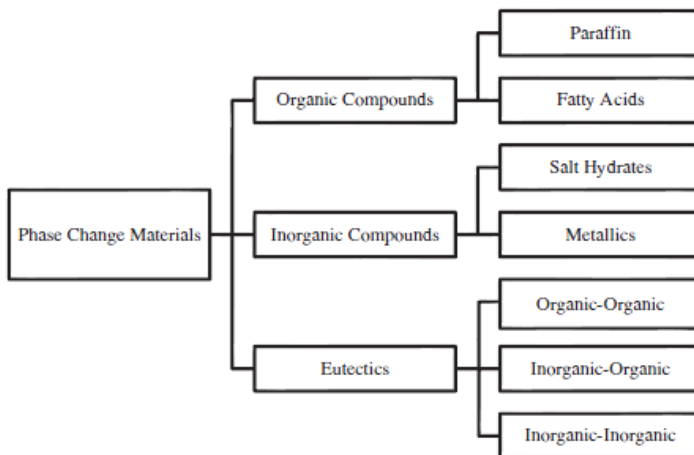 Paraffin
Organic Compounds
Fatty Acids
Salt Hydrates
Phase Change Materials
Inorganic Compounds
Metallics
Organic-Organic
Eutectics
Inorganic-Organic
Inorganic-Inorganic